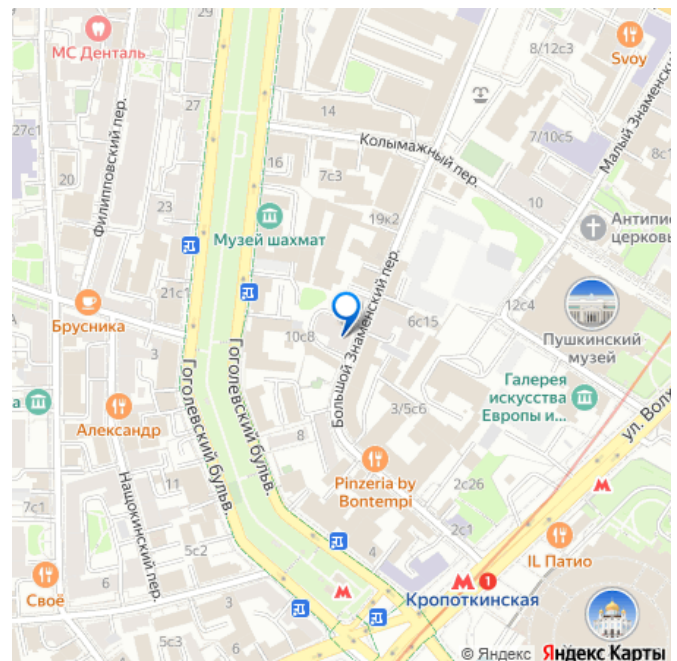 МС Денталь
27с1
20
Филипповский пер.
29
27
23
21с1
14
16
7с3
Колымажный пер.
19к2
8/12с3
Svoy
7/10с5
Малый Знаменский
8с1
10
Антипи
церковь
Музей шахмат
Брусника
3
10с8
Большой Знаменский пер.
6с15
12с4
Пушкинский
музей
Галерея
искусства
Европы и...
ул. Волх
а
Александр
Гоголевский бульв.
Гоголевский бульв.
8
3/5с6
Pinzeria by
Bontempi
2с26
7с1
Нащокинский пер.
5с2
2с1
4
IL Патио
Своё
3
6
5с3
Кропоткинская
1
© Яндекс
Яндекс Карты